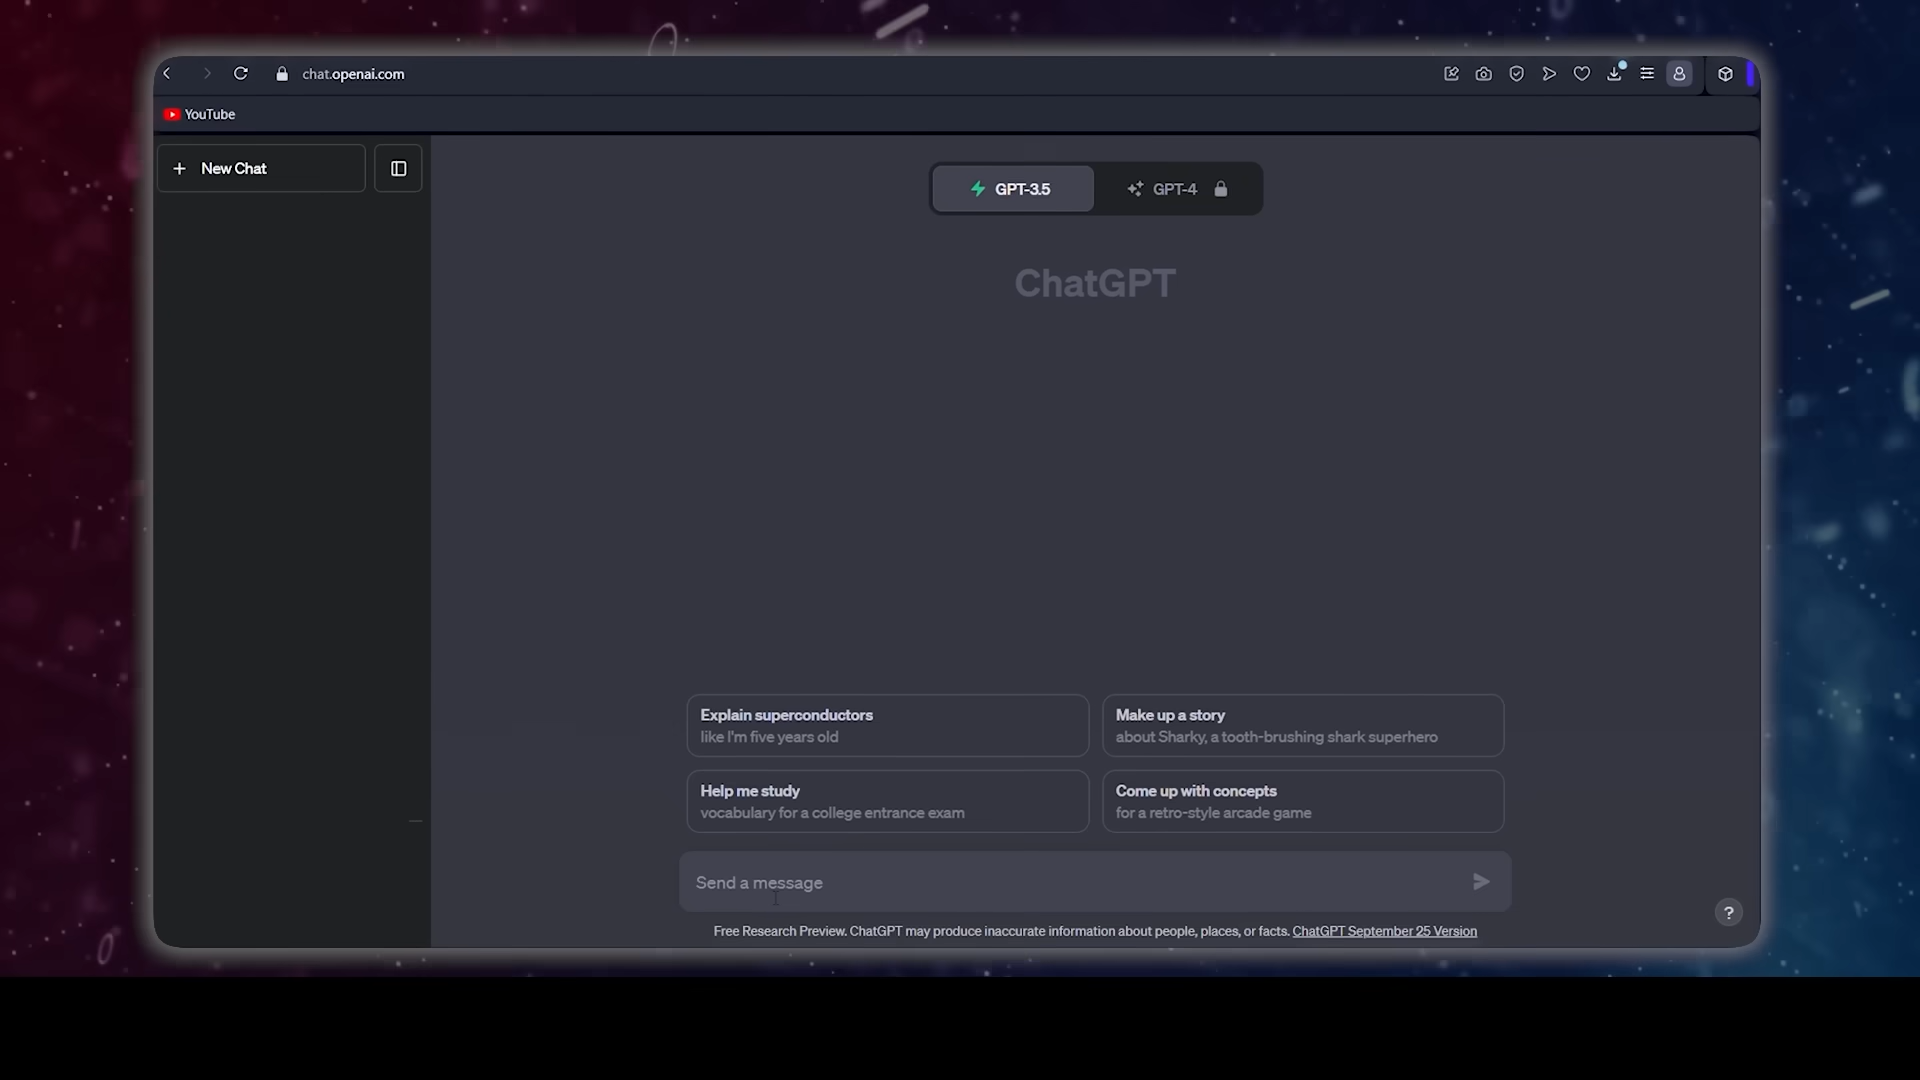 chat.openai.com
YouTube
New Chat
GPT-3.5
GPT-4
ChatGPT
Explain superconductors
like I'm five years old
Make up a story
about Sharky, a tooth-brushing shark superhero
Help me study
vocabulary for a college entrance exam
Come up with concepts
for a retro-style arcade game
Send a message
Free Research Preview. ChatGPT may produce inaccurate information about people, places, or facts. ChatGPT September 25 Version
?